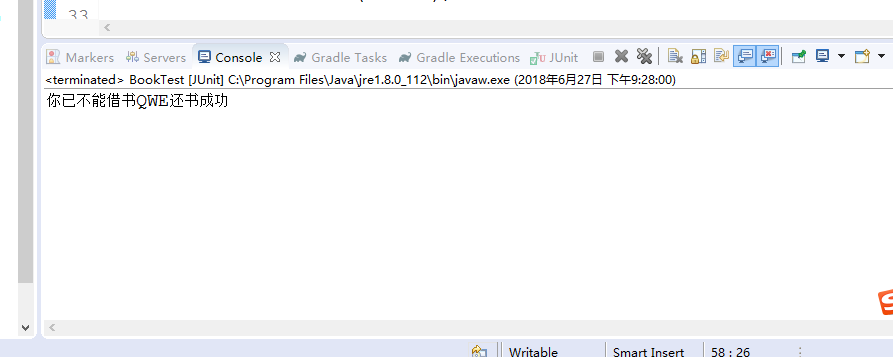 33
Markers Servers Console Gradle Tasks Gradle Executions JUnit
<terminated> BookTest [JUnit] C:\Program Files\Java\jre1.8.0_112\bin\javaw.exe (2018年6月27日 下午9:28:00)
你已不能借书QWE还书成功
Writable Smart Insert 58 : 26